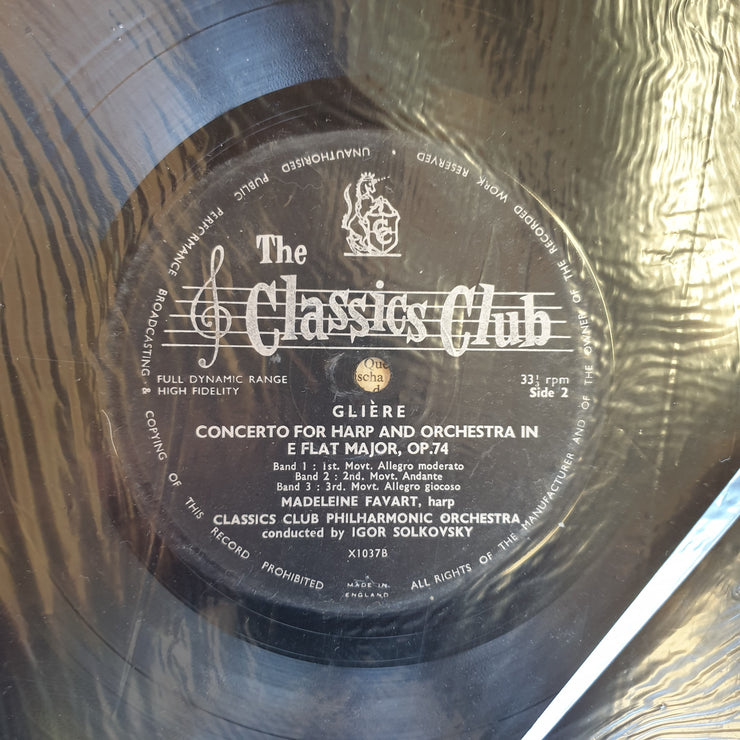 The
Classics Club
FULL DYNAMIC RANGE
HIGH FIDELITY
33⅓ rpm
Side 2
Que
scha
d
GLIÈRE
CONCERTO FOR HARP AND ORCHESTRA IN
E FLAT MAJOR, OP.74
Band 1 : 1st. Movt. Allegro moderato
Band 2 : 2nd. Movt. Andante
Band 3 : 3rd. Movt. Allegro giocoso
MADELEINE FAVART, harp
CLASSICS CLUB PHILHARMONIC ORCHESTRA
conducted by IGOR SOLKOVSKY
X1037B
MADE IN
ENGLAND
ALL RIGHTS OF THE MANUFACTURER AND OF THE OWNER OF THE RECORDED WORK RESERVED • UNAUTHORISED PUBLIC PERFORMANCE BROADCASTING & COPYING OF THIS RECORD PROHIBITED